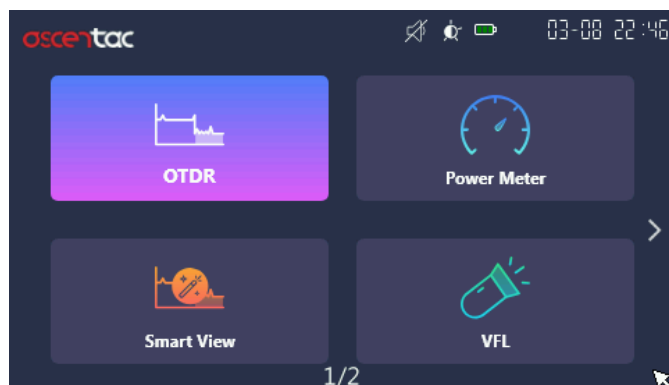 ascentac
03-08 22:46
OTDR
Power Meter
Smart View
VFL
1/2